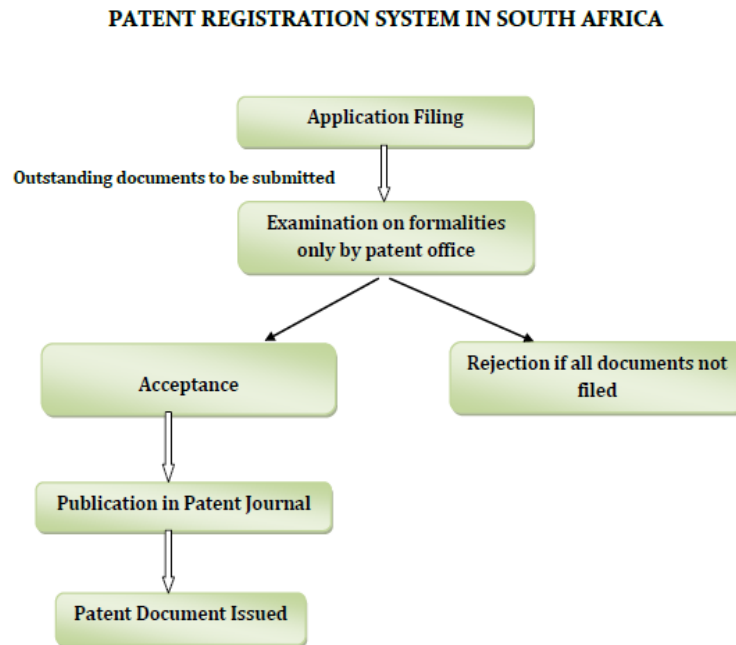 PATENT REGISTRATION SYSTEM IN SOUTH AFRICA
Application Filing
Outstanding documents to be submitted
Examination on formalities
only by patent office
Acceptance
Rejection if all documents not
filed
Publication in Patent Journal
Patent Document Issued